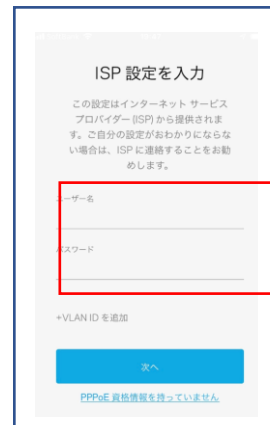 ISP 設定を入力
この設定はインターネット サービス
プロバイダー (ISP) から提供されま
す。ご自分の設定がおわかりにならな
い場合は、ISP に連絡することをお勧
めします。
ユーザー名
パスワード
+VLAN ID を追加
次へ
PPPoE 資格情報を持っていません